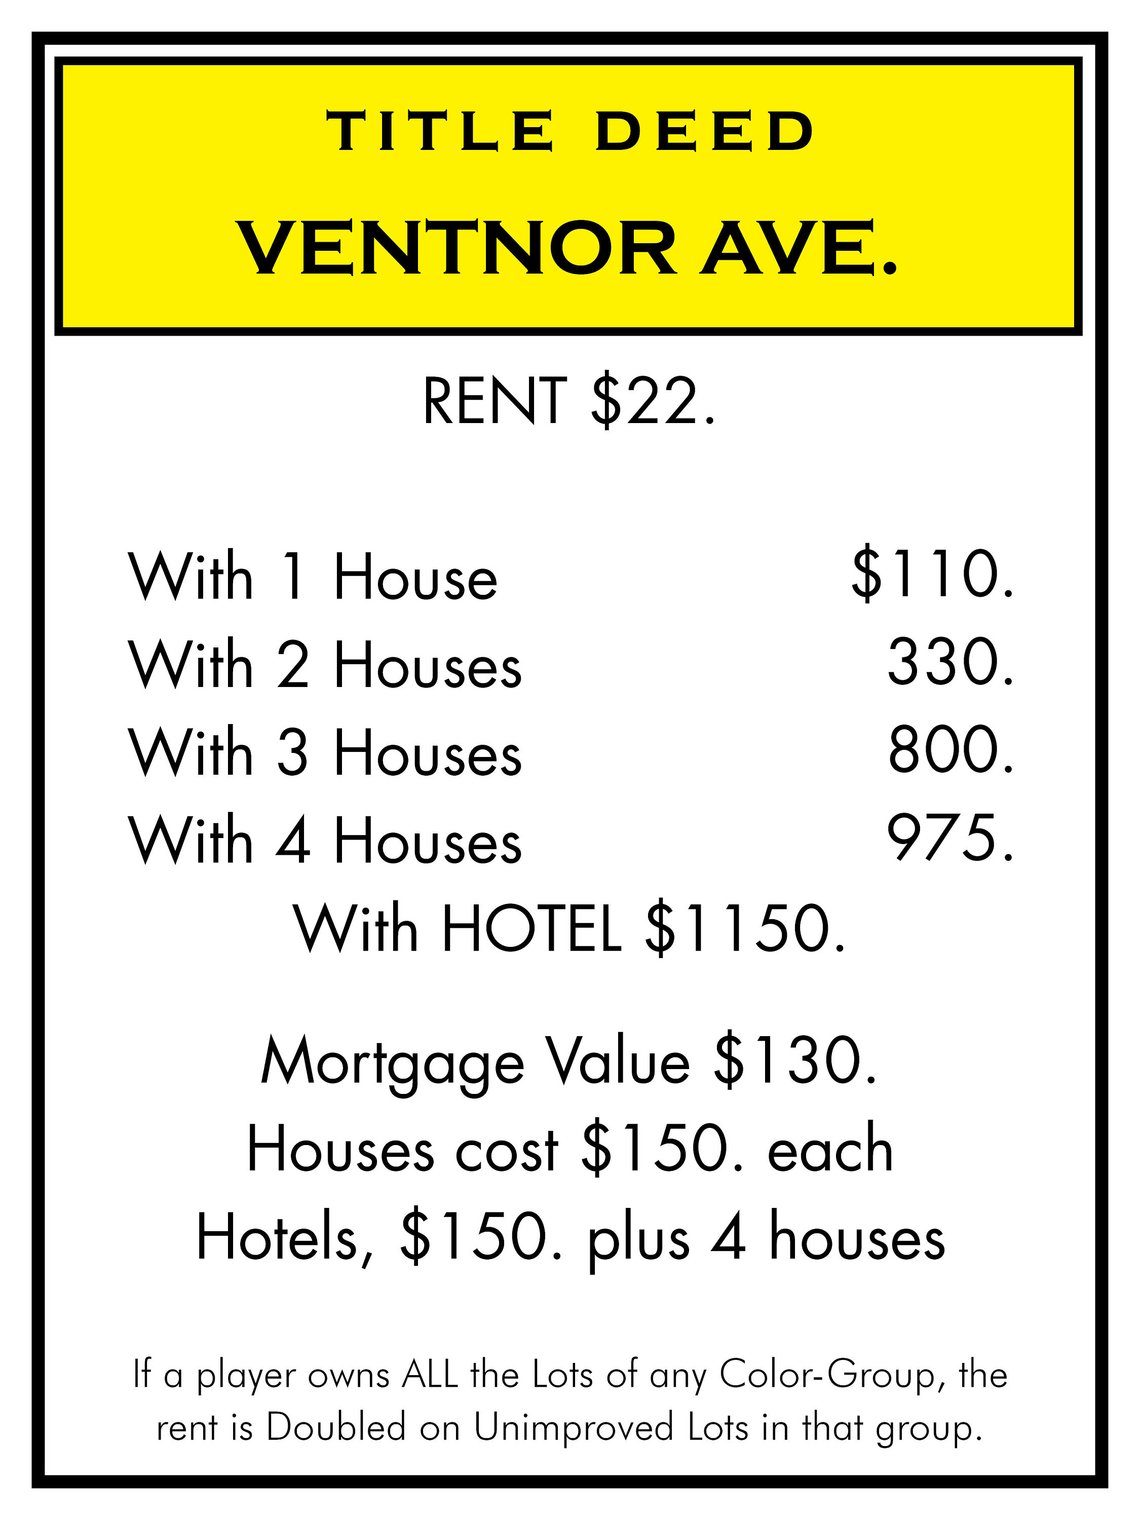 TITLE DEED
VENTNOR AVE.
RENT $22.
With 1 House $110.
With 2 Houses 330.
With 3 Houses 800.
With 4 Houses 975.
With HOTEL $1150.
Mortgage Value $130.
Houses cost $150. each
Hotels, $150. plus 4 houses
If a player owns ALL the Lots of any Color-Group, the
rent is Doubled on Unimproved Lots in that group.